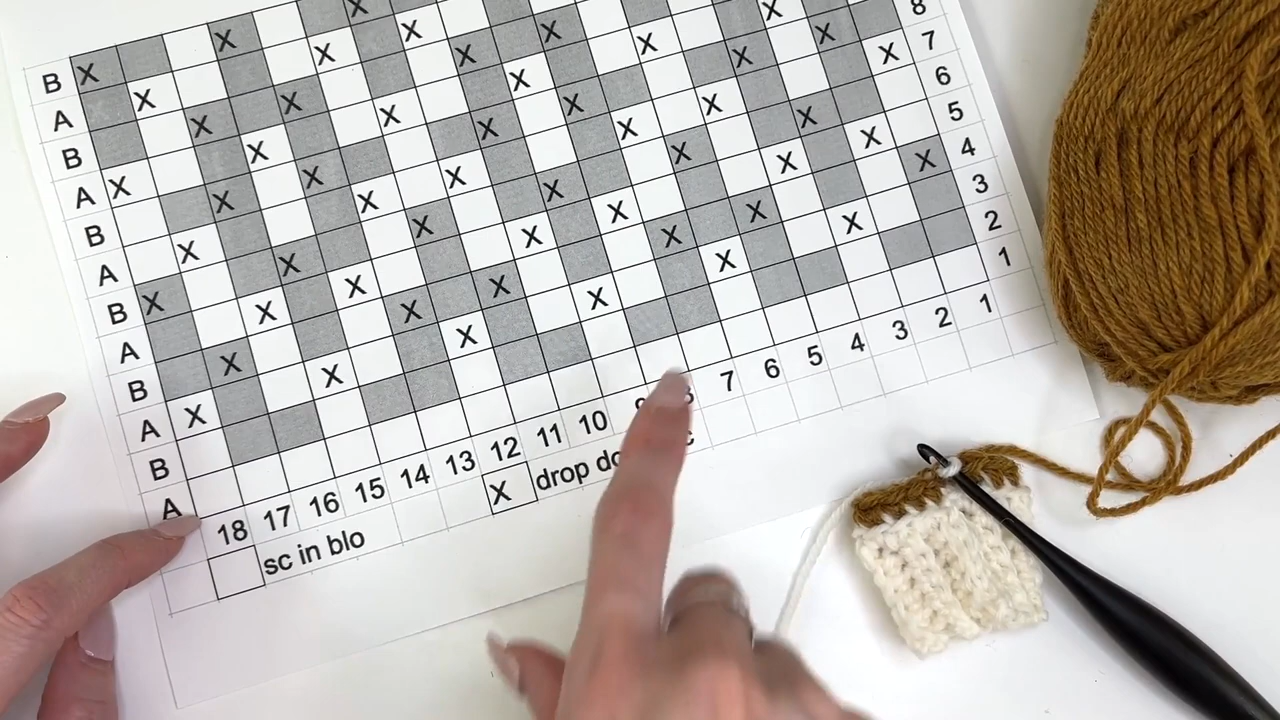 B X X X
A X X X
B X X X X
A X X X X X X
B X X X X X X 8
A X X X X X X 7
B X X X X X X 6
A X X X X X X 5
B X X X X X X 4
A X X X X X X 3
B 2
A 1
18 17 16 15 14 13 12 11 10 7 6 5 4 3 2 1
sc in blo
X drop